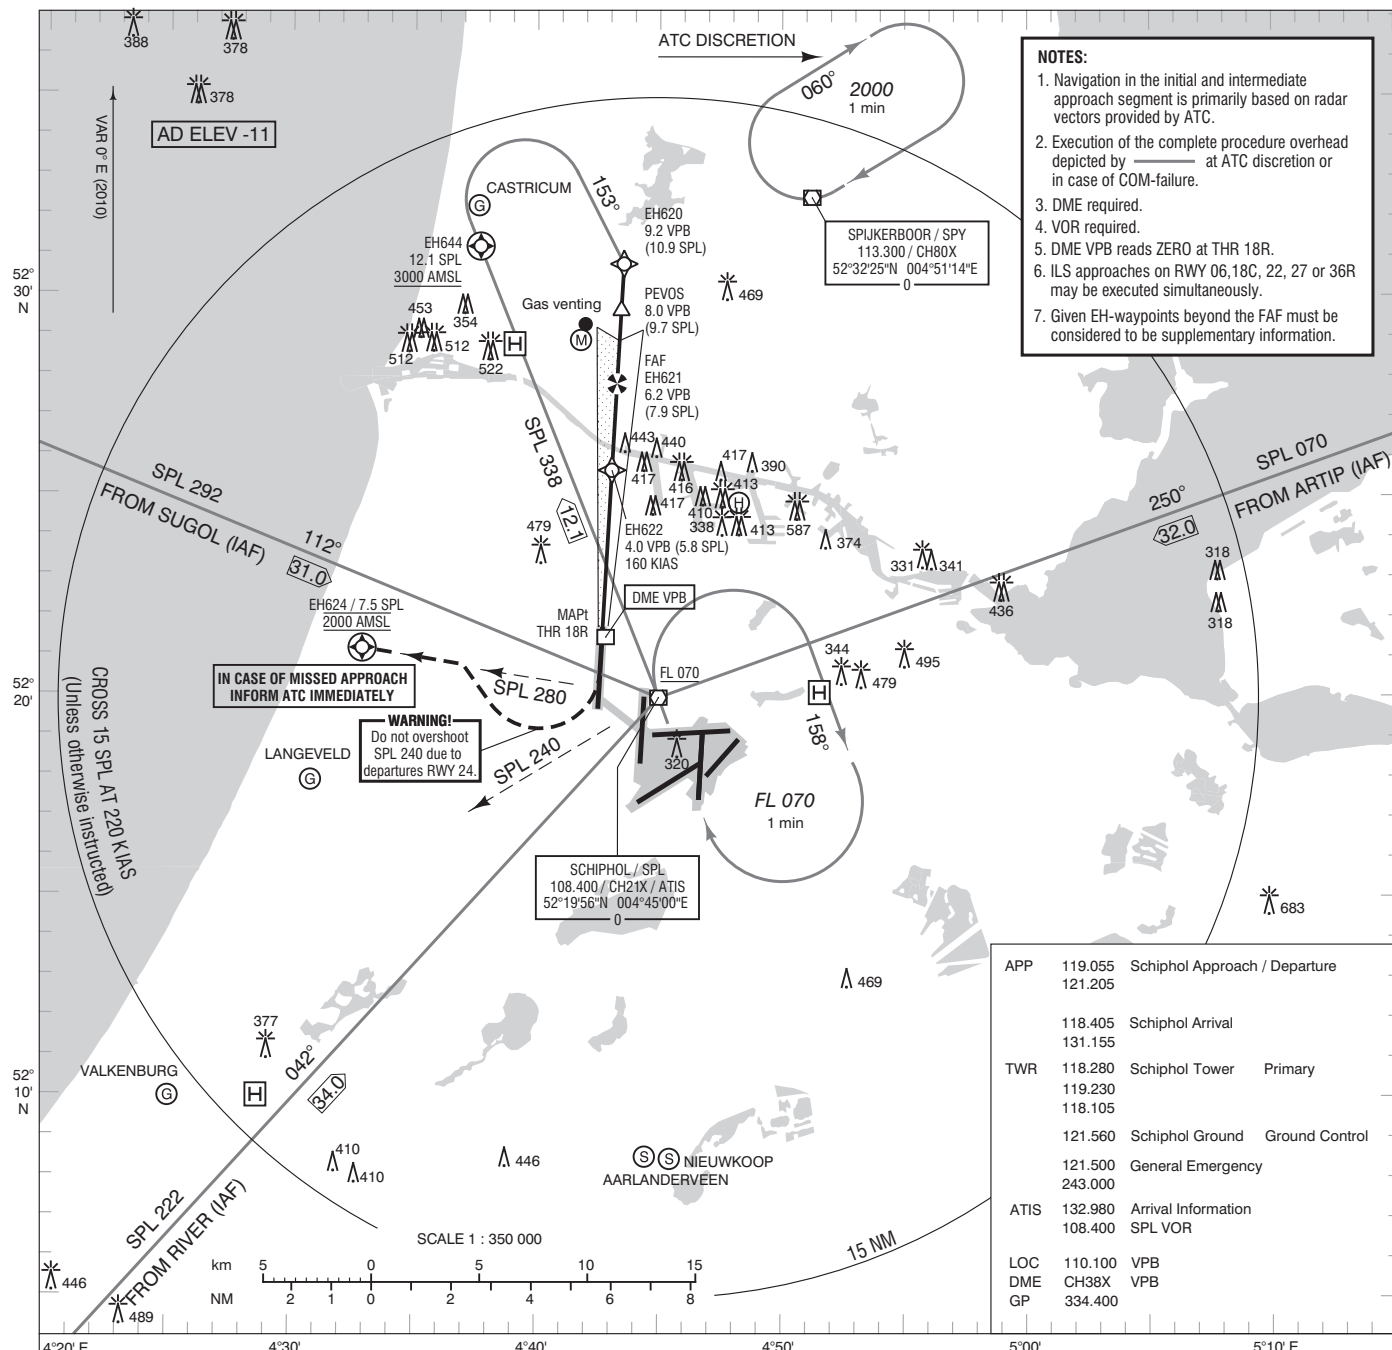 388
378
378
AD ELEV -11
VAR 0° E (2010)
ATC DISCRETION
060°
2000
1 min
NOTES:
1. Navigation in the initial and intermediate
approach segment is primarily based on radar
vectors provided by ATC.
2. Execution of the complete procedure overhead
depicted by at ATC discretion or
in case of COM-failure.
3. DME required.
4. VOR required.
5. DME VPB reads ZERO at THR 18R.
6. ILS approaches on RWY 06,18C, 22, 27 or 36R
may be executed simultaneously.
7. Given EH-waypoints beyond the FAF must be
considered to be supplementary information.
G
CASTRICUM
153°
EH644
12.1 SPL
3000 AMSL
EH620
9.2 VPB
(10.9 SPL)
SPIJKERBOOR / SPY
113.300 / CH80X
52°32'25"N 004°51'14"E
0
52°
30'
N
469
Gas venting
M
PEVOS
8.0 VPB
(9.7 SPL)
453
354
512
512
522
H
FAF
EH621
6.2 VPB
(7.9 SPL)
SPL 338
12.1
443
440
417
417
390
416
413
417
410
338
H
413
587
374
479
EH622
4.0 VPB (5.8 SPL)
160 KIAS
331
341
436
318
318
SPL 070
250°
FROM ARTIP (IAF)
32.0
SPL 292
FROM SUGOL (IAF)
112°
31.0
EH624 / 7.5 SPL
2000 AMSL
MAPt
THR 18R
DME VPB
344
479
495
IN CASE OF MISSED APPROACH
INFORM ATC IMMEDIATELY
SPL 280
FL 070
H
158°
52°
20'
WARNING!
Do not overshoot
SPL 240 due to
departures RWY 24.
SPL 240
LANGEVELD
G
CROSS 15 SPL AT 220 KIAS
(Unless otherwise instructed)
320
FL 070
1 min
SCHIPHOL / SPL
108.400 / CH21X / ATIS
52°19'56"N 004°45'00"E
0
683
469
377
VALKENBURG
G
H
042°
34.0
52°
10'
N
410
410
446
S
S
NIEUWKOOP
AARLANDERVEEN
SPL 222
FROM RIVER (IAF)
446
489
15 NM
SCALE 1 : 350 000
km 5 0 5 10 15
NM 2 1 0 2 4 6 8
APP 119.055 Schiphol Approach / Departure
121.205
118.405 Schiphol Arrival
131.155
TWR 118.280 Schiphol Tower Primary
119.230
118.105
121.560 Schiphol Ground Ground Control
121.500 General Emergency
243.000
ATIS 132.980 Arrival Information
108.400 SPL VOR
LOC 110.100 VPB
DME CH38X VPB
GP 334.400
4°20' E 4°30' 4°40' 4°50' 5°00' 5°10' E